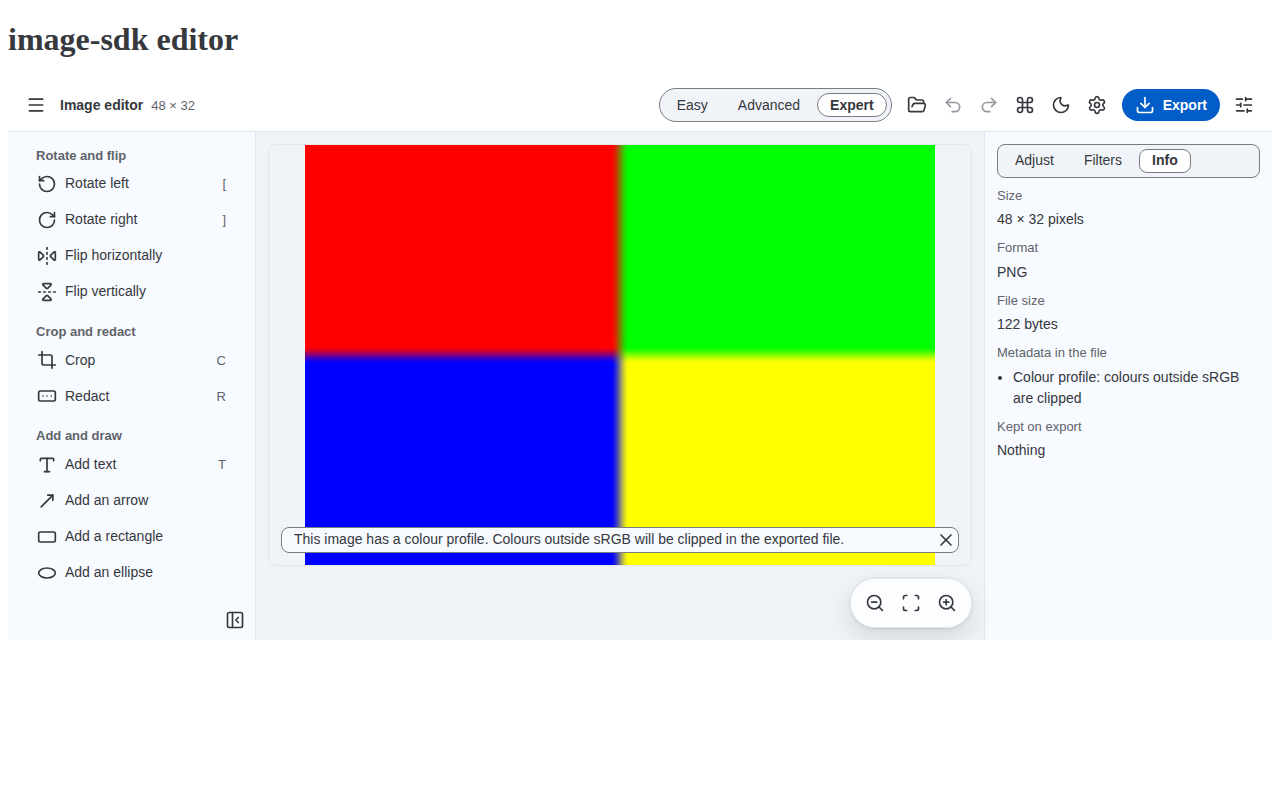 image-sdk editor
Image editor 48 × 32
Easy Advanced Expert
Export
Rotate and flip
Rotate left [
Rotate right ]
Flip horizontally
Flip vertically
Crop and redact
Crop C
Redact R
Add and draw
Add text T
Add an arrow
Add a rectangle
Add an ellipse
This image has a colour profile. Colours outside sRGB will be clipped in the exported file.
Adjust Filters Info
Size
48 × 32 pixels
Format
PNG
File size
122 bytes
Metadata in the file
• Colour profile: colours outside sRGB
are clipped
Kept on export
Nothing